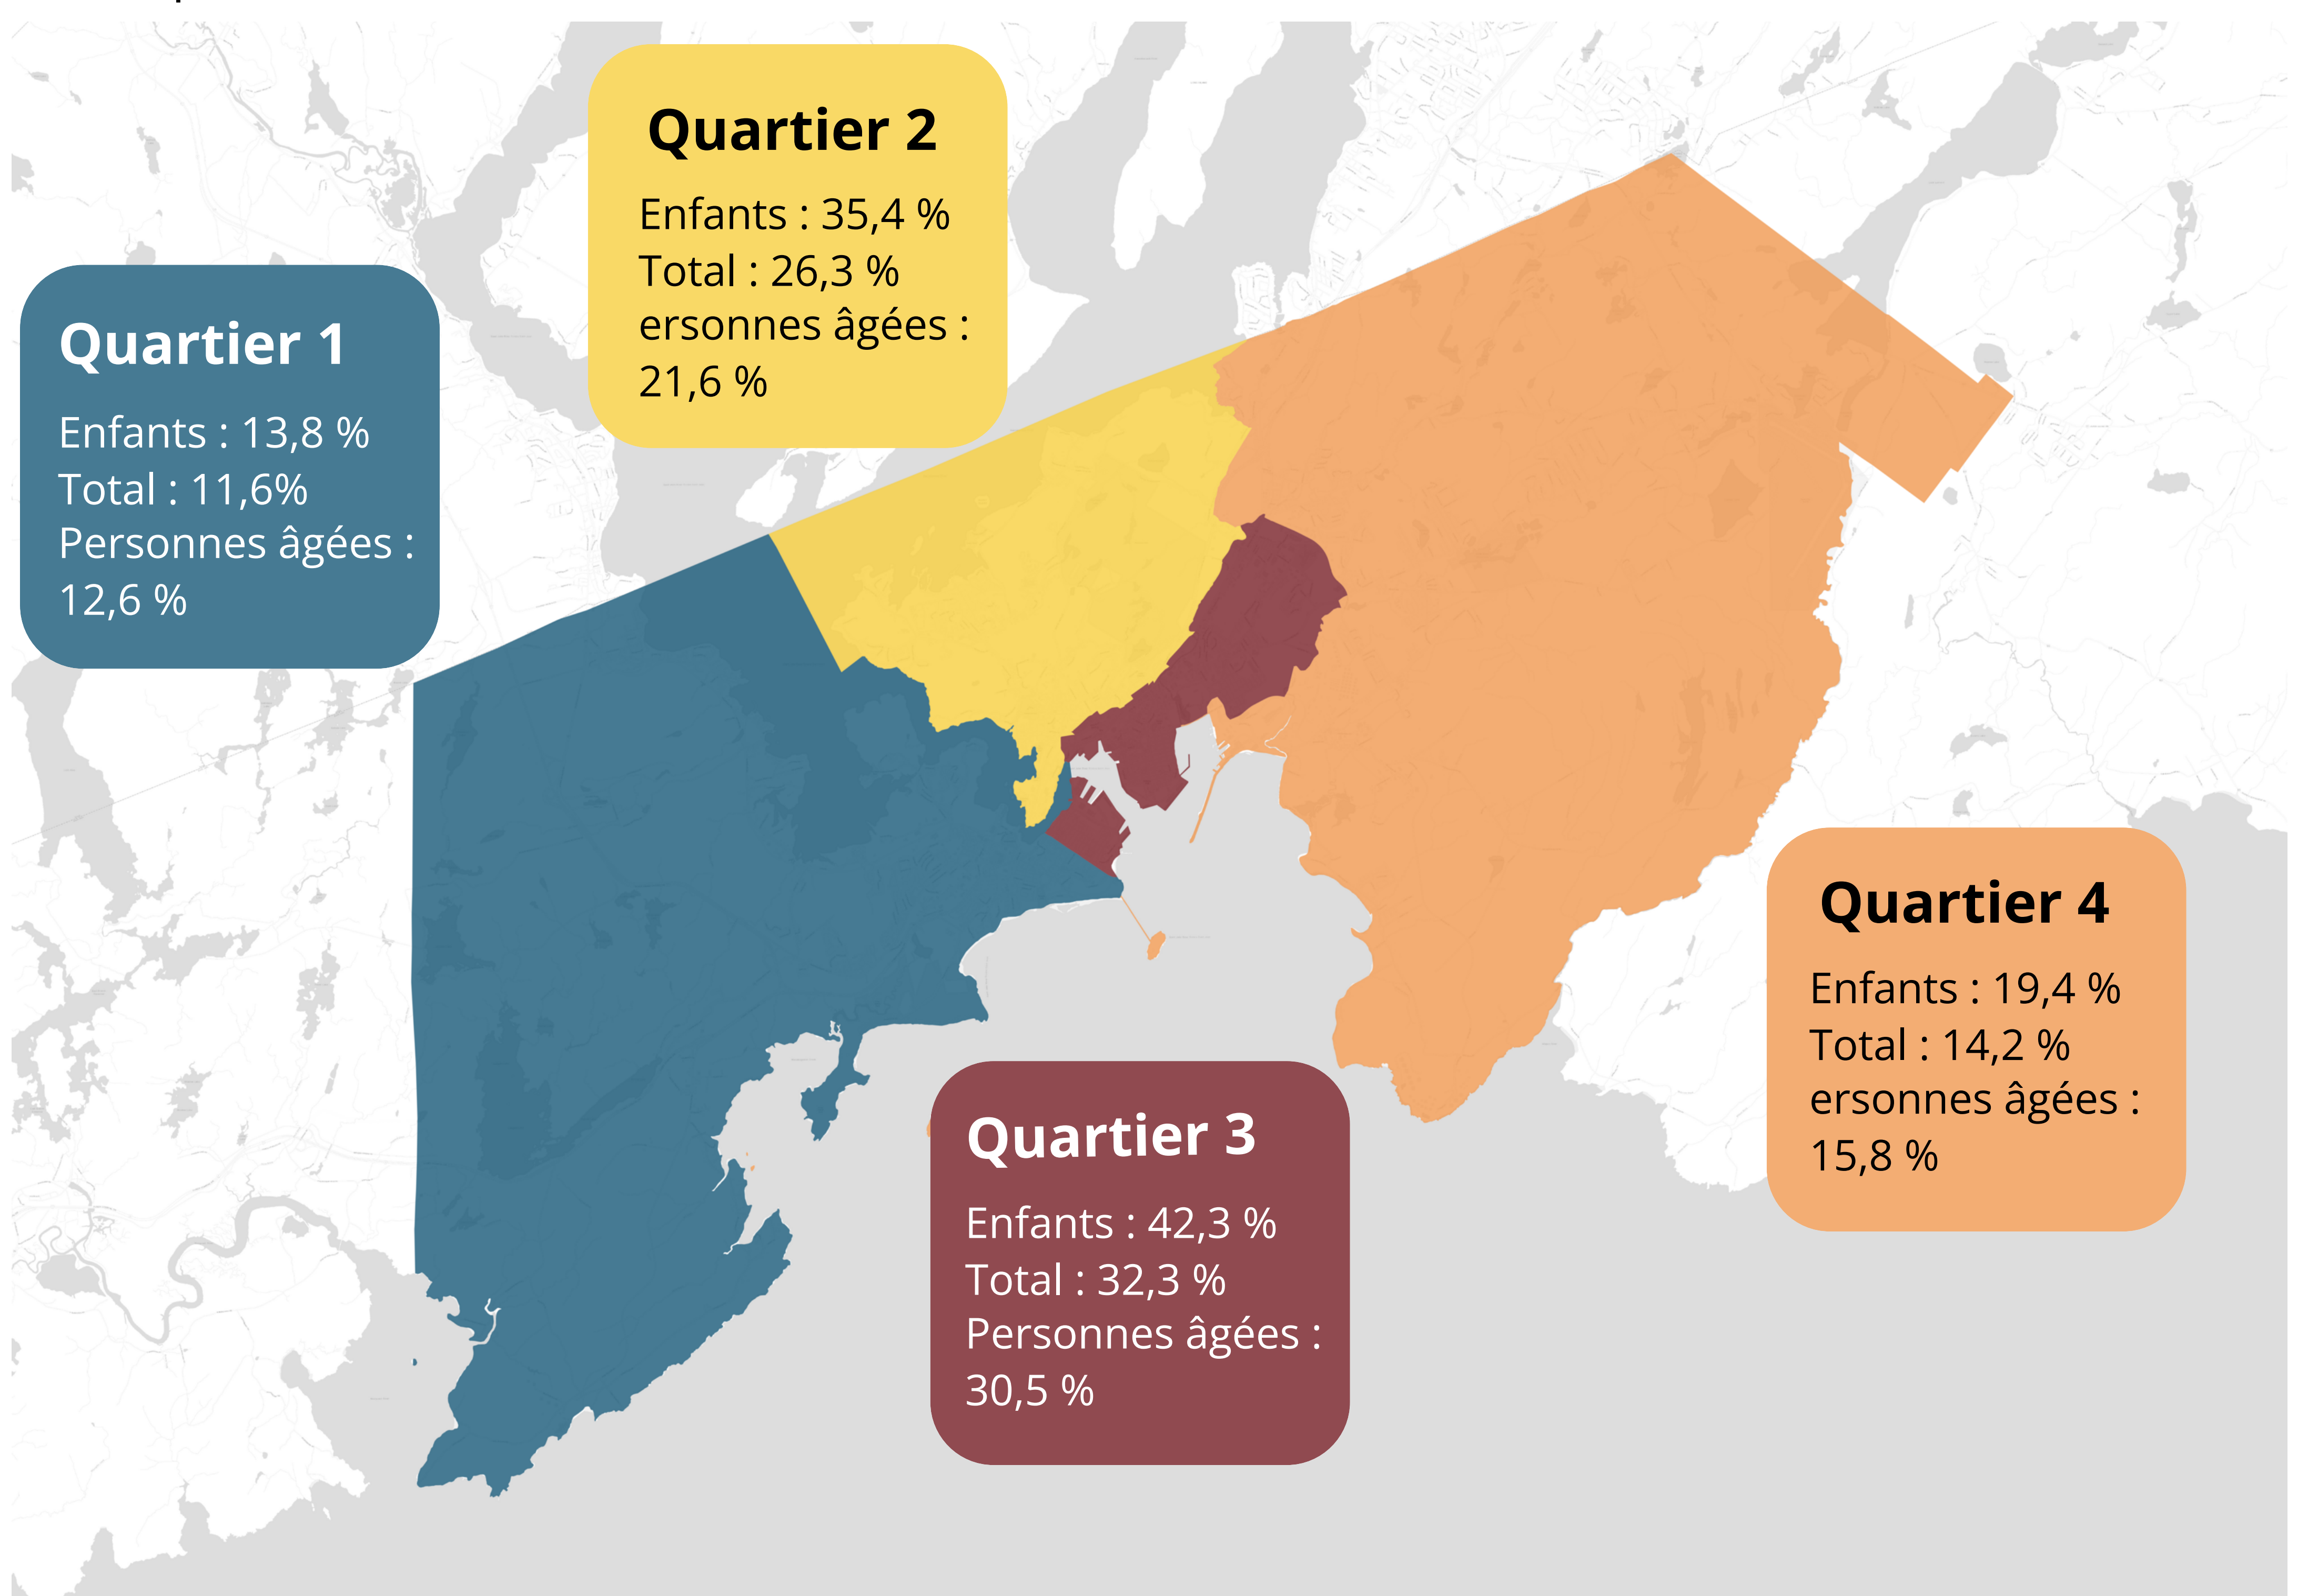 Quartier 2
Enfants : 35,4 %
Total : 26,3 %
ersonnes âgées :
21,6 %
Quartier 1
Enfants : 13,8 %
Total : 11,6%
Personnes âgées :
12,6 %
Quartier 4
Enfants : 19,4 %
Total : 14,2 %
ersonnes âgées :
15,8 %
Quartier 3
Enfants : 42,3 %
Total : 32,3 %
Personnes âgées :
30,5 %